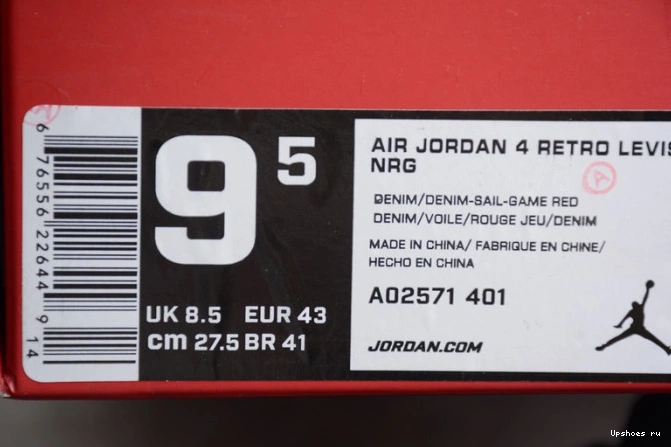 9 5
UK 8.5 EUR 43
cm 27.5 BR 41
6 76556 22644 9
14
AIR JORDAN 4 RETRO LEVIS
NRG
DENIM/DENIM-SAIL-GAME RED
DENIM/VOILE/ROUGE JEU/DENIM
MADE IN CHINA/ FABRIQUE EN CHINE/
HECHO EN CHINA
AO2571 401
JORDAN.COM
A
Upshoes ru